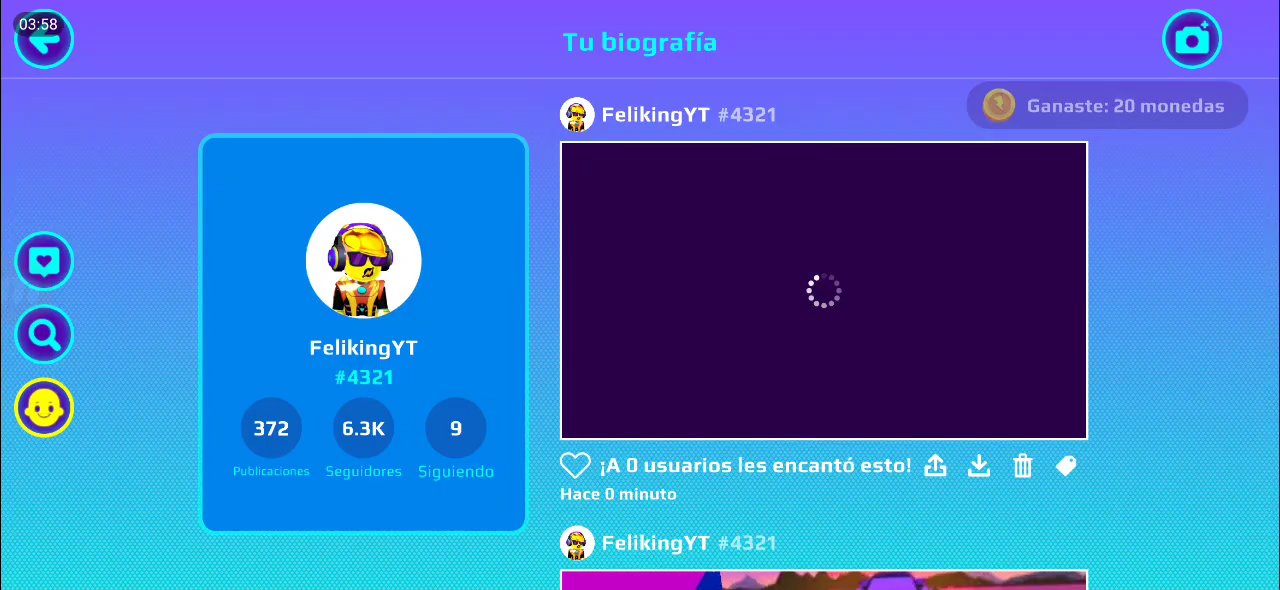 03:58
Tu biografía
Ganaste: 20 monedas
FelikingYT #4321
FelikingYT
#4321
372
6.3K
9
Publicaciones
Seguidores
Siguiendo
¡A 0 usuarios les encantó esto!
Hace 0 minuto
FelikingYT #4321